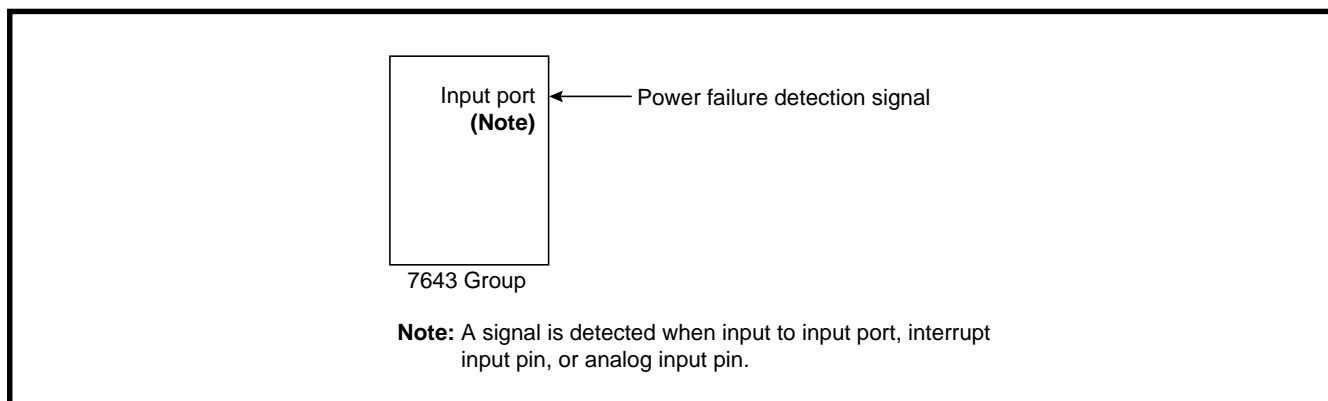 Input port
(Note)
Power failure detection signal
7643 Group
Note: A signal is detected when input to input port, interrupt
input pin, or analog input pin.